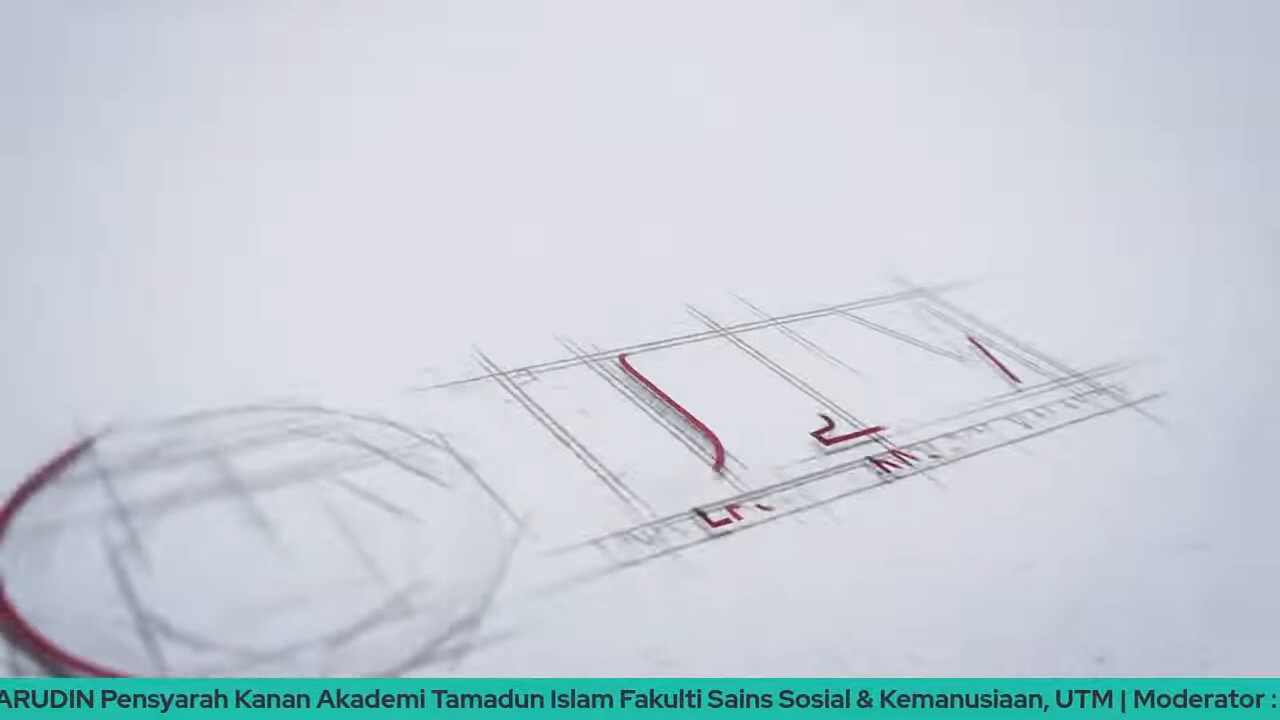 ARUDIN Pensyarah Kanan Akademi Tamadun Islam Fakulti Sains Sosial & Kemanusiaan, UTM | Moderator :